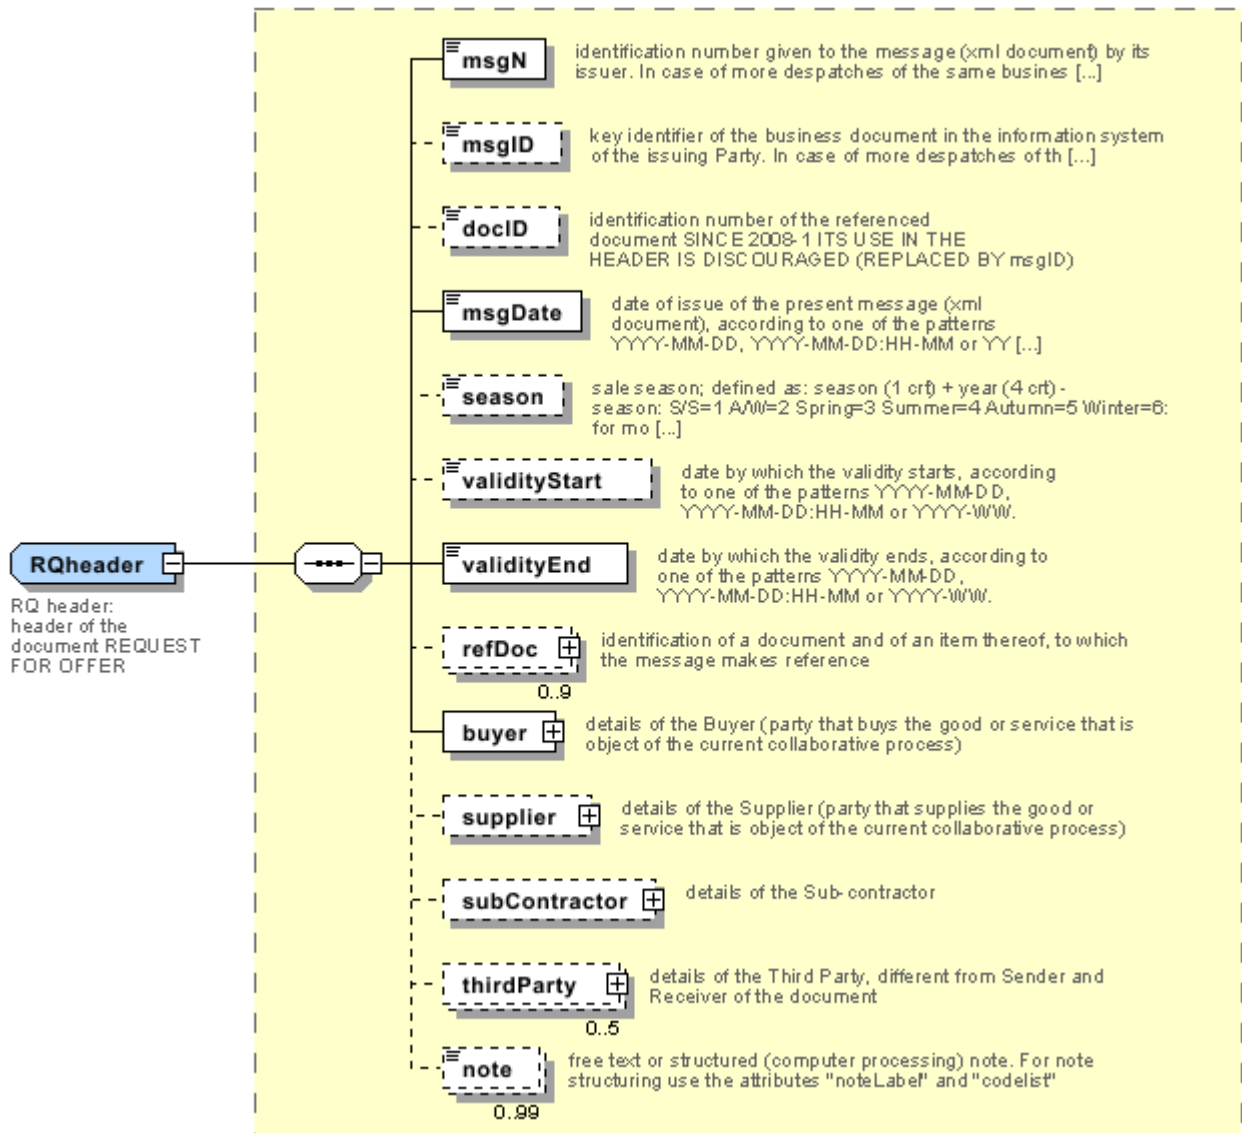 msgN
identification number given to the message (xml document) by its
issuer. In case of more despatches of the same busines [...]
msgID
key identifier of the business document in the information system
of the issuing Party. In case of more despatches of th [...]
docID
identification number of the referenced
document SINCE 2008-1 ITS USE IN THE
HEADER IS DISCOURAGED (REPLACED BY msgID)
msgDate
date of issue of the present message (xml
document), according to one of the patterns
YYYY-MM-DD, YYYY-MM-DD:HH-MM or YY [...]
season
sale season; defined as: season (1 crt) + year (4 crt) -
season: S/S=1 A/W=2 Spring=3 Summer=4 Autumn=5 Winter=6:
for mo [...]
validityStart
date by which the validity starts, according
to one of the patterns YYYY-MM-DD,
YYYY-MM-DD:HH-MM or YYYY-WW.
RQheader
RQ header:
header of the
document REQUEST
FOR OFFER
validityEnd
date by which the validity ends, according to
one of the patterns YYYY-MM-DD,
YYYY-MM-DD:HH-MM or YYYY-WW.
refDoc
0..9
identification of a document and of an item thereof, to which
the message makes reference
buyer
details of the Buyer (party that buys the good or service that is
object of the current collaborative process)
supplier
details of the Supplier (party that supplies the good or
service that is object of the current collaborative process)
subContractor
details of the Sub-contractor
thirdParty
0..5
details of the Third Party, different from Sender and
Receiver of the document
note
0..99
free text or structured (computer processing) note. For note
structuring use the attributes "noteLabel" and "codelist"